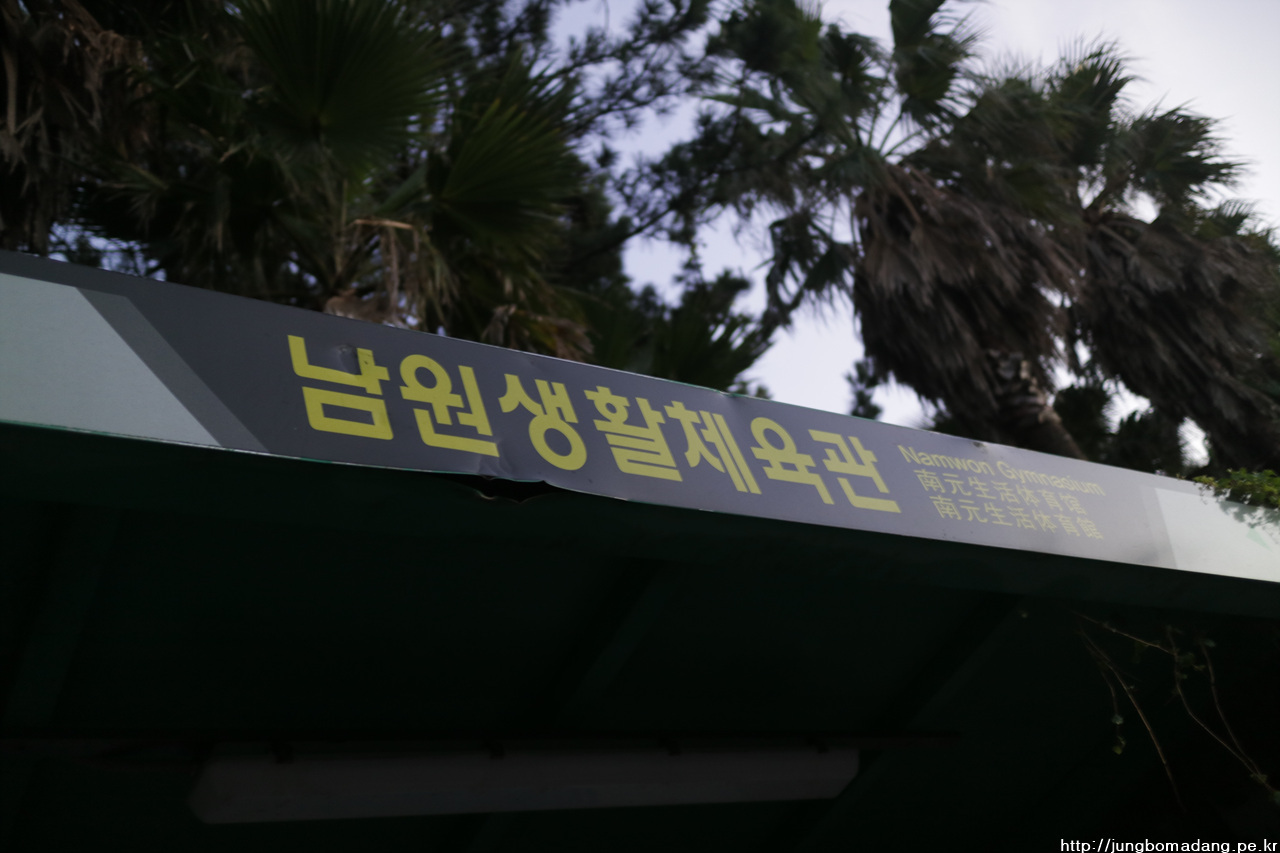 남원생활체육관
Namwon Gymnasium
南元生活体育馆
南元生活体育館
http://jungbomadang.pe.kr